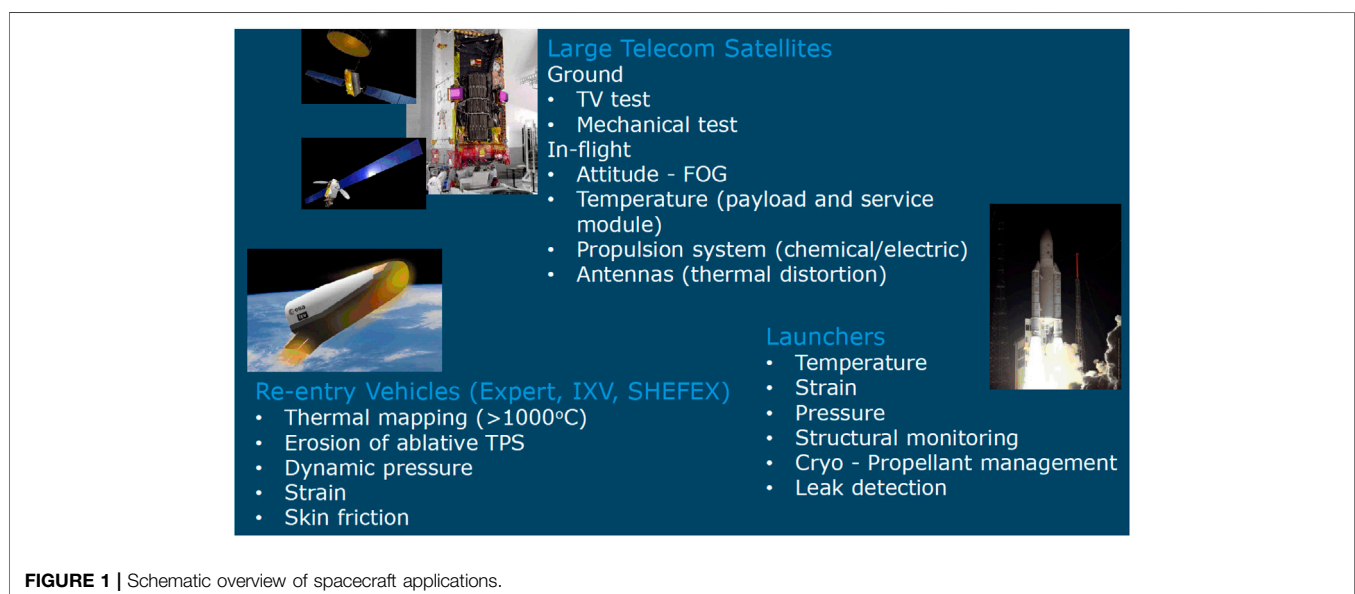 Large Telecom Satellites
Ground
• TV test
• Mechanical test
In-flight
• Attitude - FOG
• Temperature (payload and service
module)
• Propulsion system (chemical/electric)
• Antennas (thermal distortion)
esa
IXV
Launchers
• Temperature
• Strain
• Pressure
• Structural monitoring
• Cryo - Propellant management
• Leak detection
Re-entry Vehicles (Expert, IXV, SHEFEX)
• Thermal mapping (>1000°C)
• Erosion of ablative TPS
• Dynamic pressure
• Strain
• Skin friction
FIGURE 1 | Schematic overview of spacecraft applications.